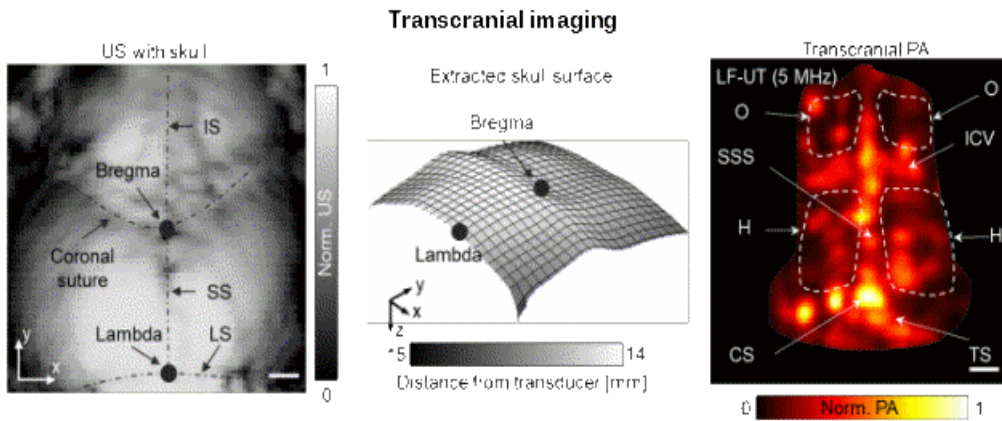 Transcranial imaging
US with skull
1
IS
Bregma
Coronal
suture
SS
Lambda
LS
y
x
Norm. US
0
Extracted skull surface
Bregma
Lambda
y
x
z
15
14
Distance from transducer [mm]
Transcranial PA
LF-UT (5 MHz)
O
O
ICV
SSS
H
H
CS
TS
0
Norm. PA
1